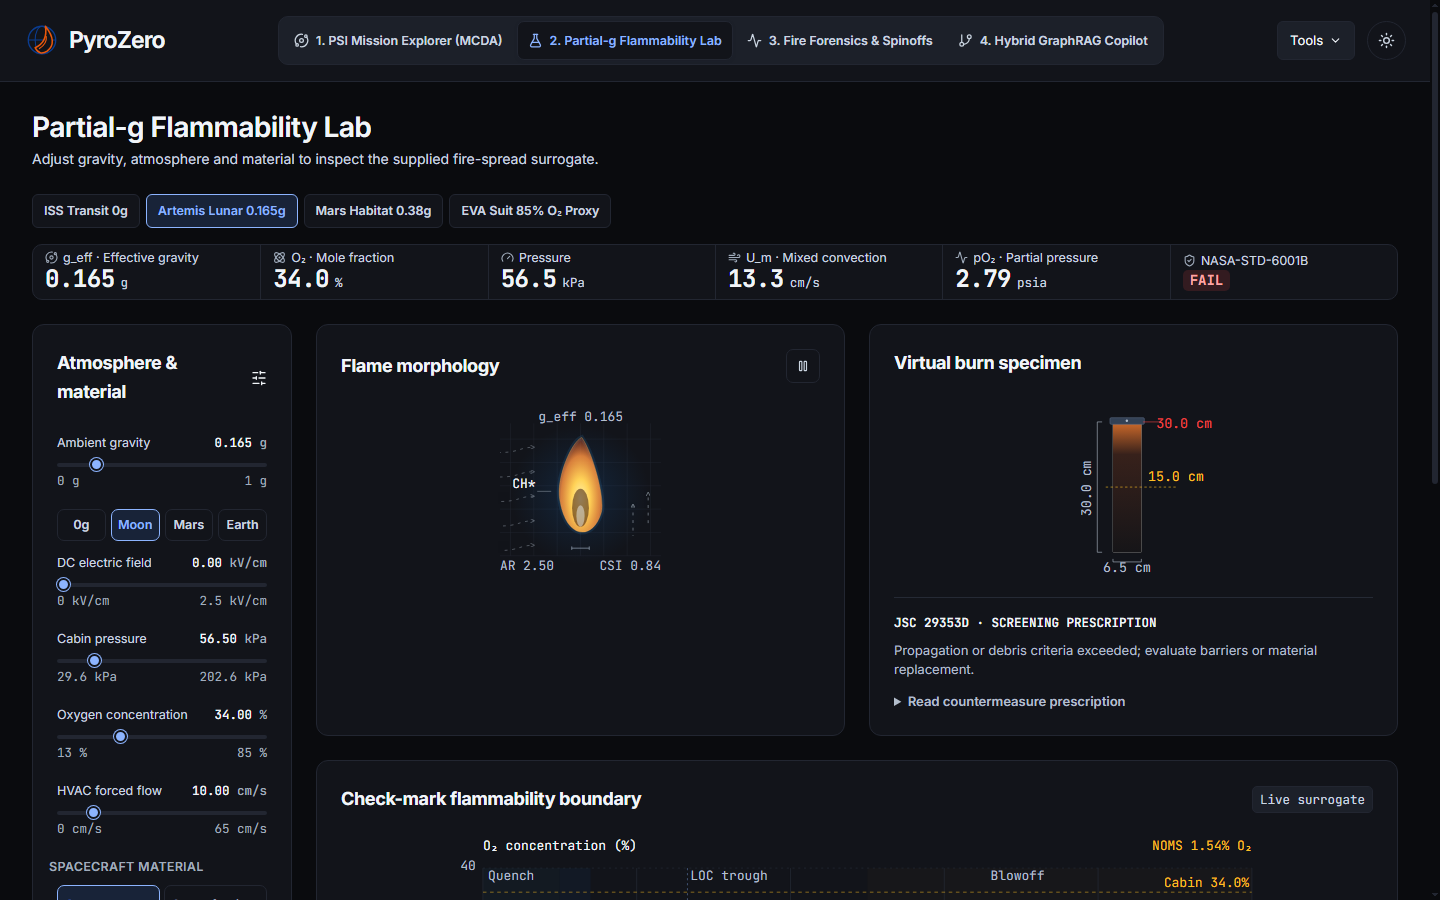 PyroZero
1. PSI Mission Explorer (MCDA)
2. Partial-g Flammability Lab
3. Fire Forensics & Spinoffs
4. Hybrid GraphRAG Copilot
Tools
Partial-g Flammability Lab
Adjust gravity, atmosphere and material to inspect the supplied fire-spread surrogate.
ISS Transit 0g
Artemis Lunar 0.165g
Mars Habitat 0.38g
EVA Suit 85% O₂ Proxy
g_eff · Effective gravity
0.165 g
O₂ · Mole fraction
34.0 %
Pressure
56.5 kPa
U_m · Mixed convection
13.3 cm/s
pO₂ · Partial pressure
2.79 psia
NASA-STD-6001B
FAIL
Atmosphere &
material
Ambient gravity 0.165 g
0 g 1 g
0g Moon Mars Earth
DC electric field 0.00 kV/cm
0 kV/cm 2.5 kV/cm
Cabin pressure 56.50 kPa
29.6 kPa 202.6 kPa
Oxygen concentration 34.00 %
13 % 85 %
HVAC forced flow 10.00 cm/s
0 cm/s 65 cm/s
SPACECRAFT MATERIAL
Flame morphology
g_eff 0.165
CH*
AR 2.50 CSI 0.84
Virtual burn specimen
30.0 cm
15.0 cm
30.0 cm
6.5 cm
JSC 29353D · SCREENING PRESCRIPTION
Propagation or debris criteria exceeded; evaluate barriers or material
replacement.
Read countermeasure prescription
Check-mark flammability boundary
Live surrogate
O₂ concentration (%)
NOMS 1.54% O₂
40
Quench
LOC trough
Blowoff
Cabin 34.0%